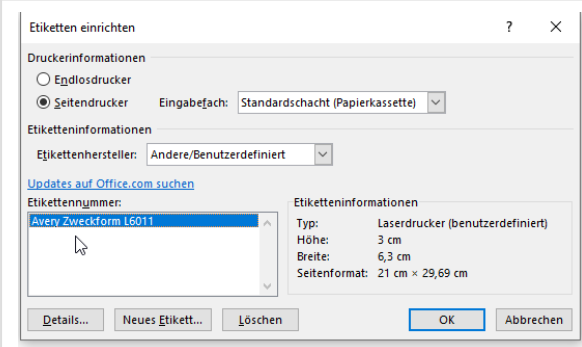 Etiketten einrichten ? ×
Druckerinformationen
Endlosdrucker
Seitendrucker Eingabefach: Standardschacht (Papierkassette)
Etiketteninformationen
Etikettenhersteller: Andere/Benutzerdefiniert
Updates auf Office.com suchen
Etikettennummer:
Avery Zweckform L6011
Etiketteninformationen
Typ: Laserdrucker (benutzerdefiniert)
Höhe: 3 cm
Breite: 6,3 cm
Seitenformat: 21 cm × 29,69 cm
Details... Neues Etikett... Löschen OK Abbrechen